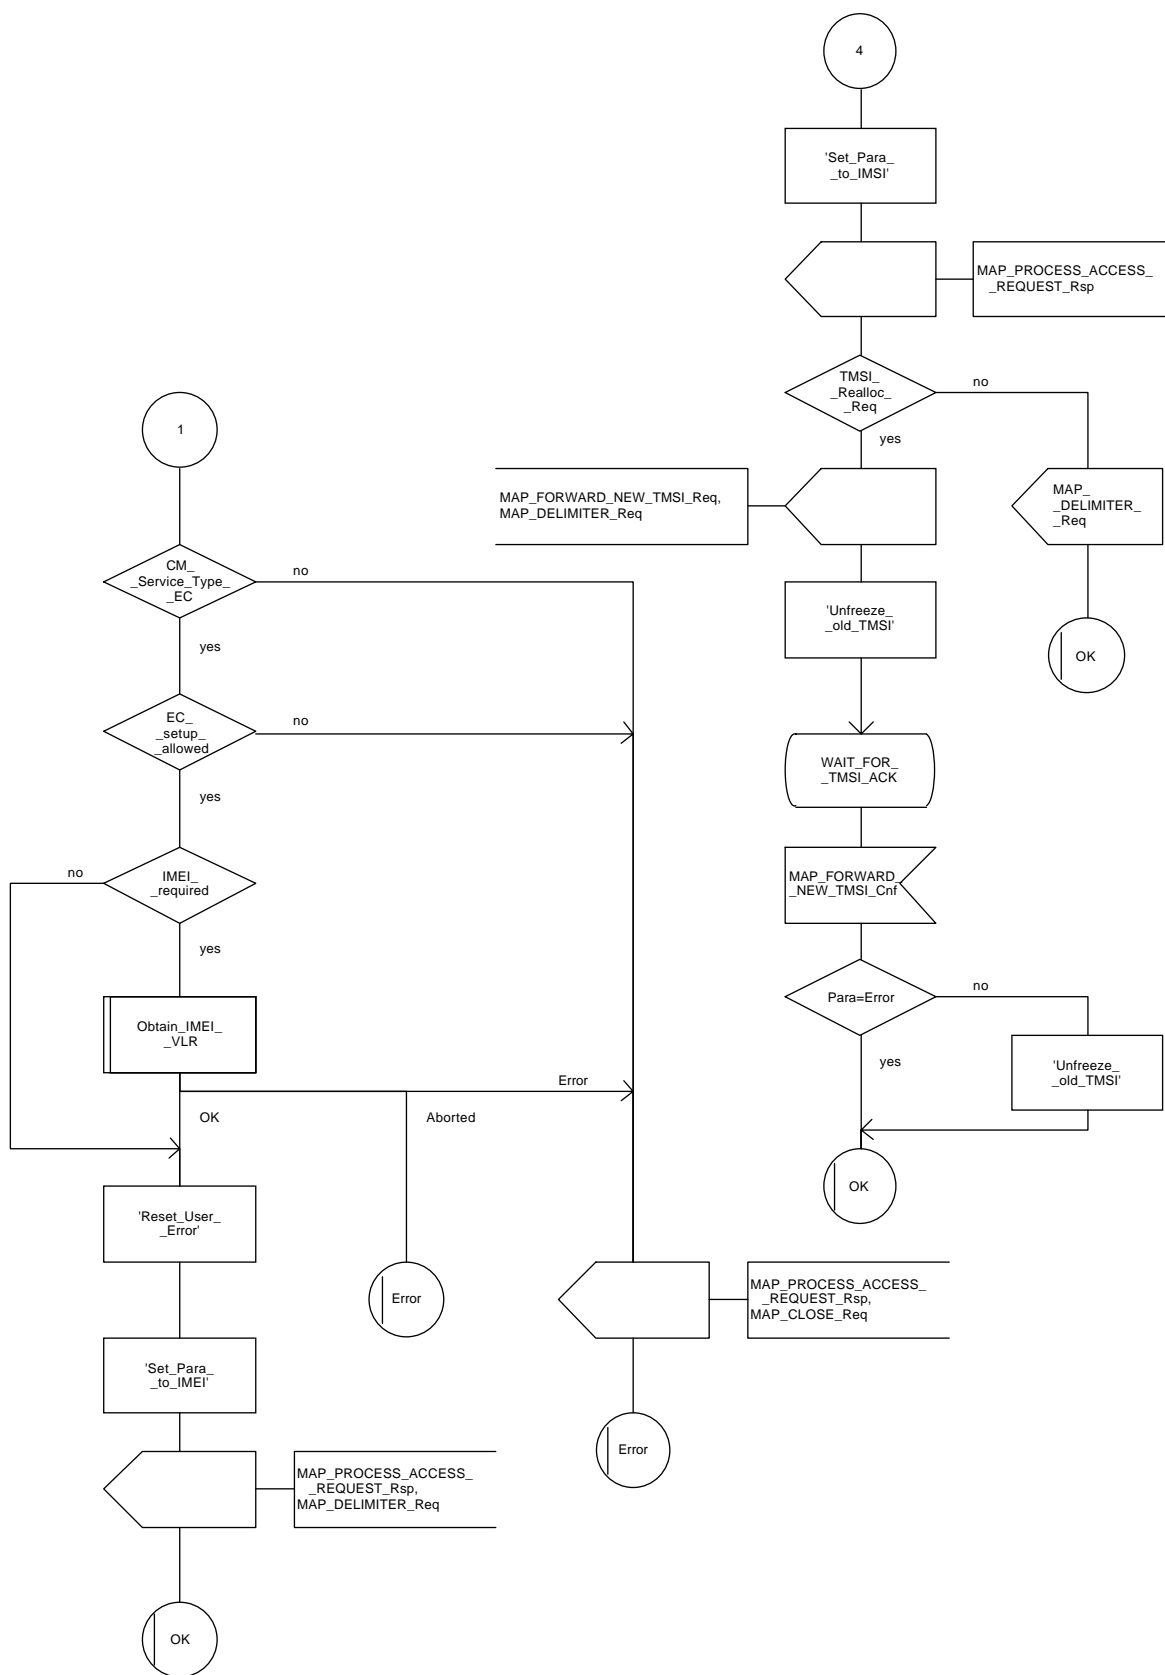 4
'Set_Para_
_to_IMSI'
MAP_PROCESS_ACCESS_
_REQUEST_Rsp
TMSI_
_Realloc_
_Req
no
yes
MAP_FORWARD_NEW_TMSI_Req,
MAP_DELIMITER_Req
MAP_
_DELIMITER_
_Req
'Unfreeze_
_old_TMSI'
OK
WAIT_FOR_
_TMSI_ACK
MAP_FORWARD_
_NEW_TMSI_Cnf
Para=Error
no
yes
'Unfreeze_
_old_TMSI'
OK
1
CM_
_Service_Type_
_EC
no
yes
EC_
_setup_
_allowed
no
yes
IMEI_
_required
no
yes
Obtain_IMEI_
_VLR
Error
OK
Aborted
'Reset_User_
_Error'
Error
MAP_PROCESS_ACCESS_
_REQUEST_Rsp,
MAP_CLOSE_Req
'Set_Para_
_to_IMEI'
Error
MAP_PROCESS_ACCESS_
_REQUEST_Rsp,
MAP_DELIMITER_Req
OK